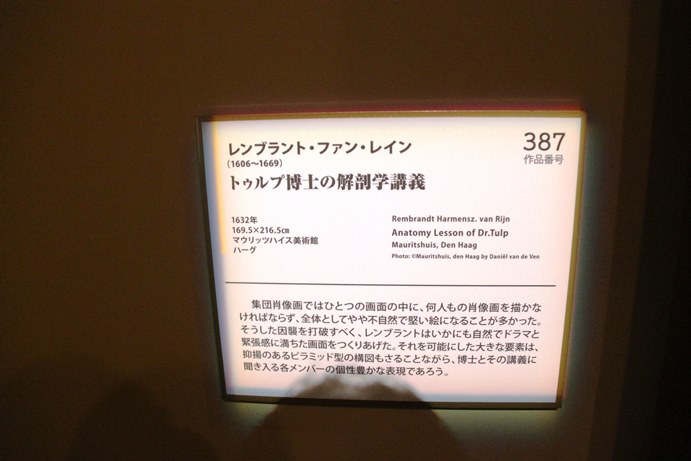 レンブラント・ファン・レイン
(1606〜1669)
387
作品番号
トゥルプ博士の解剖学講義
1632年
169.5×216.5㎝
マウリッツハイス美術館
ハーグ
Rembrandt Harmensz. van Rijn
Anatomy Lesson of Dr.Tulp
Mauritshuis, Den Haag
Photo: ©Mauritshuis, den Haag by Daniël van de Ven
集団肖像画ではひとつの画面の中に、何人もの肖像画を描かな
ければならず、全体としてやや不自然で堅い絵になることが多かった。
そうした因襲を打破すべく、レンブラントはいかにも自然でドラマと
緊張感に満ちた画面をつくりあげた。それを可能にした大きな要素は、
抑揚のあるピラミッド型の構図もさることながら、博士とその講義に
聞き入る各メンバーの個性豊かな表現であろう。